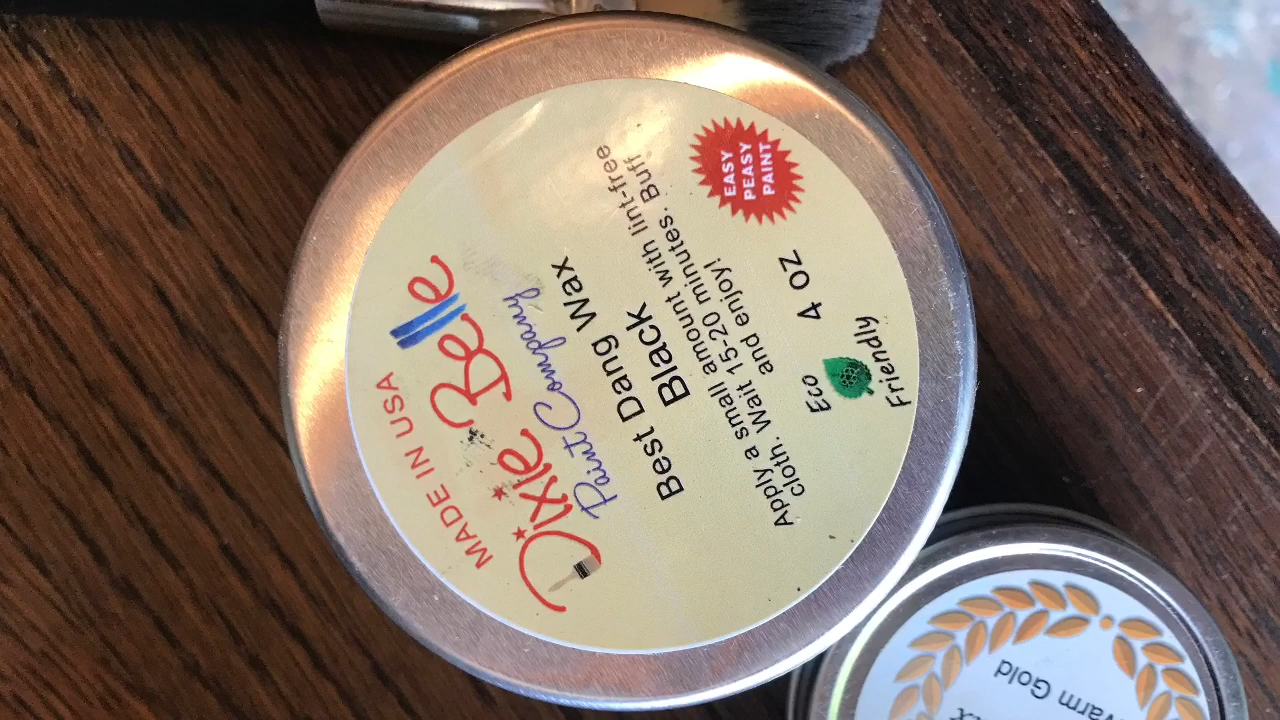 MADE IN USA
Dixie Belle
Paint Company
Best Dang Wax
Black
Apply a small amount with lint-free
cloth. Wait 15-20 minutes. Buff
and enjoy!
Eco
Friendly
4 OZ
EASY
PEASY
PAINT
Warm Gold